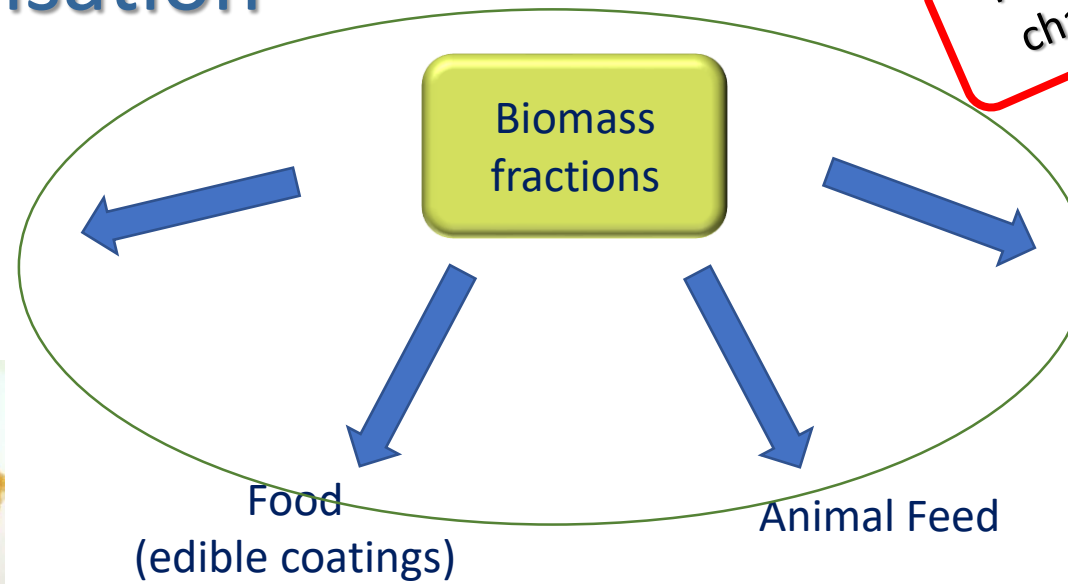 Biomass
fractions
Food
(edible coatings)
Animal Feed